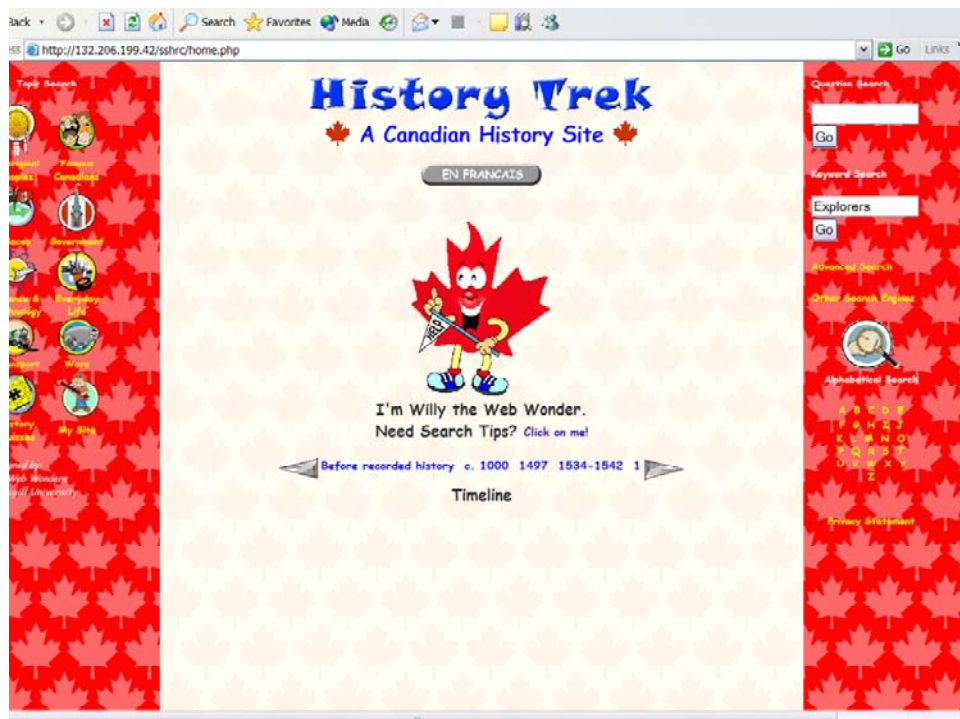 Back Search Favorites Media
http://132.206.199.42/sshrc/home.php Go Links
Topic Search
Famous
Canadians
Government
Everyday
Life
Wars
My Site
History Trek
A Canadian History Site
EN FRANCAIS
HELP
I'm Willy the Web Wonder.
Need Search Tips? Click on me!
Before recorded history c. 1000 1497 1534-1542 1
Timeline
Question Search
Go
Keyword Search
Explorers
Go
Advanced Search
Other Search Engines
Alphabetical Search
A B C D E
F G H I J
K L M N O
P Q R S T
U V W X Y
Z
Privacy Statement